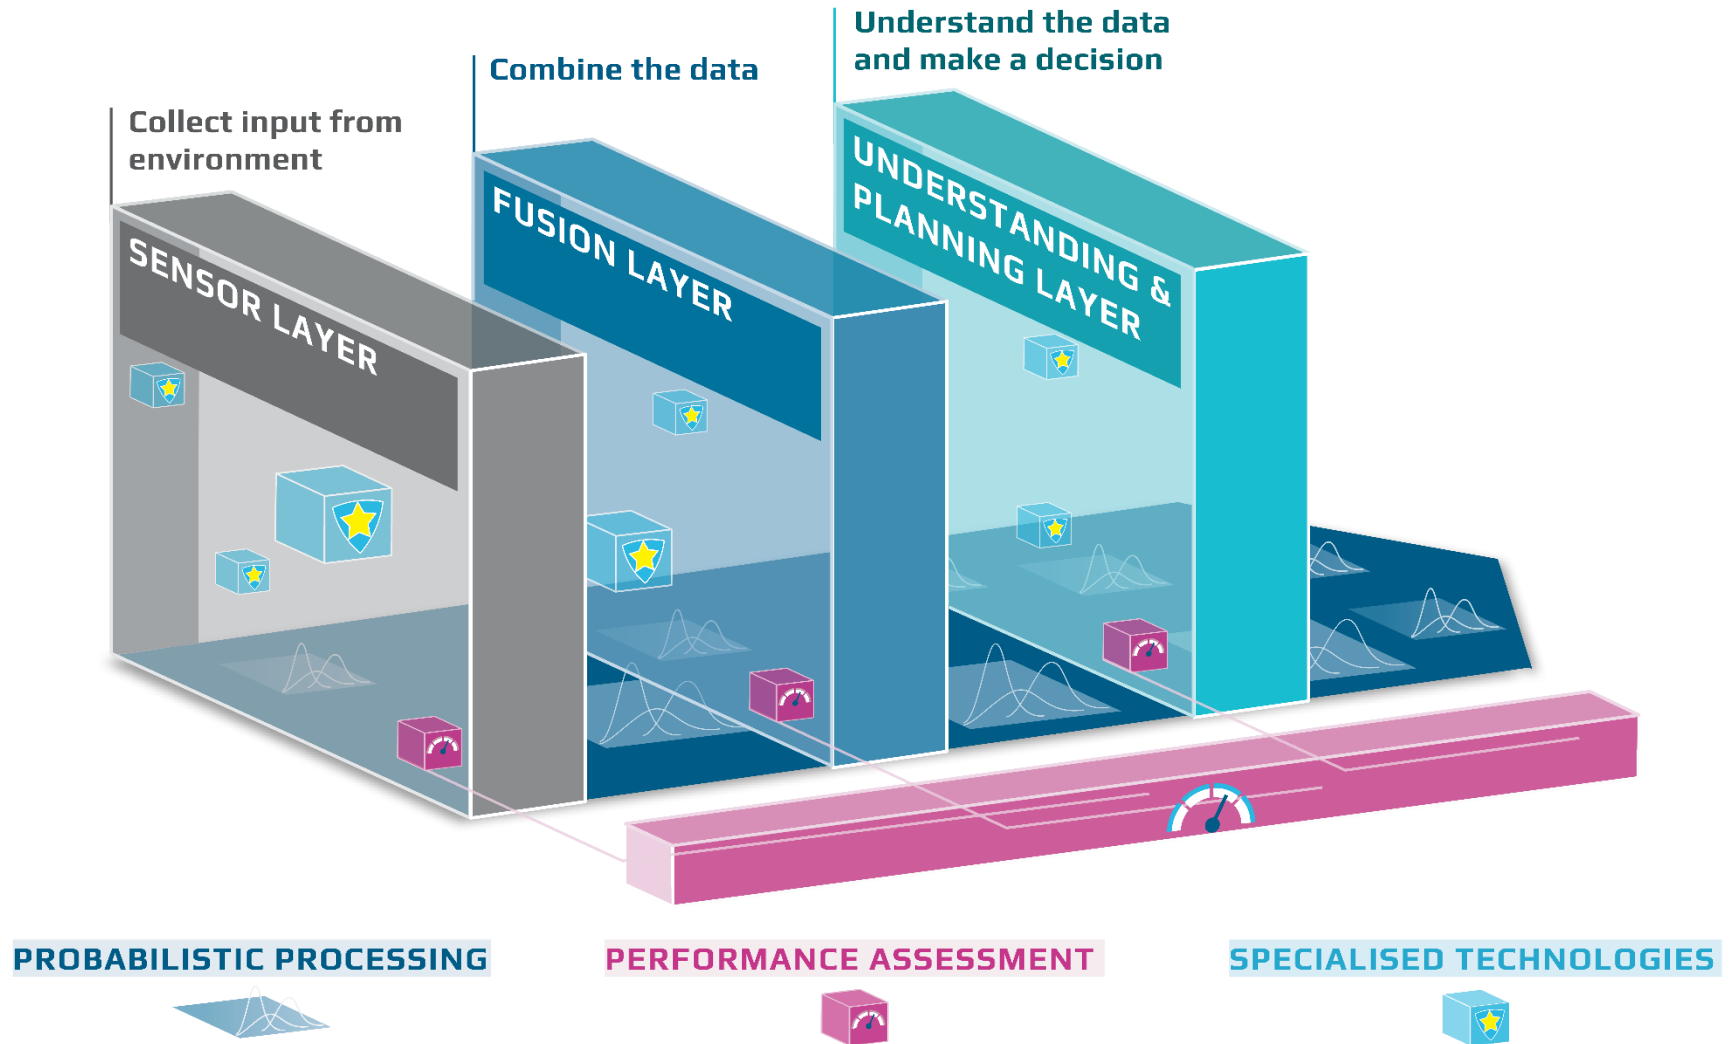 Understand the data
and make a decision
Combine the data
Collect input from
environment
SENSOR LAYER
FUSION LAYER
UNDERSTANDING &
PLANNING LAYER
PROBABILISTIC PROCESSING
PERFORMANCE ASSESSMENT
SPECIALISED TECHNOLOGIES